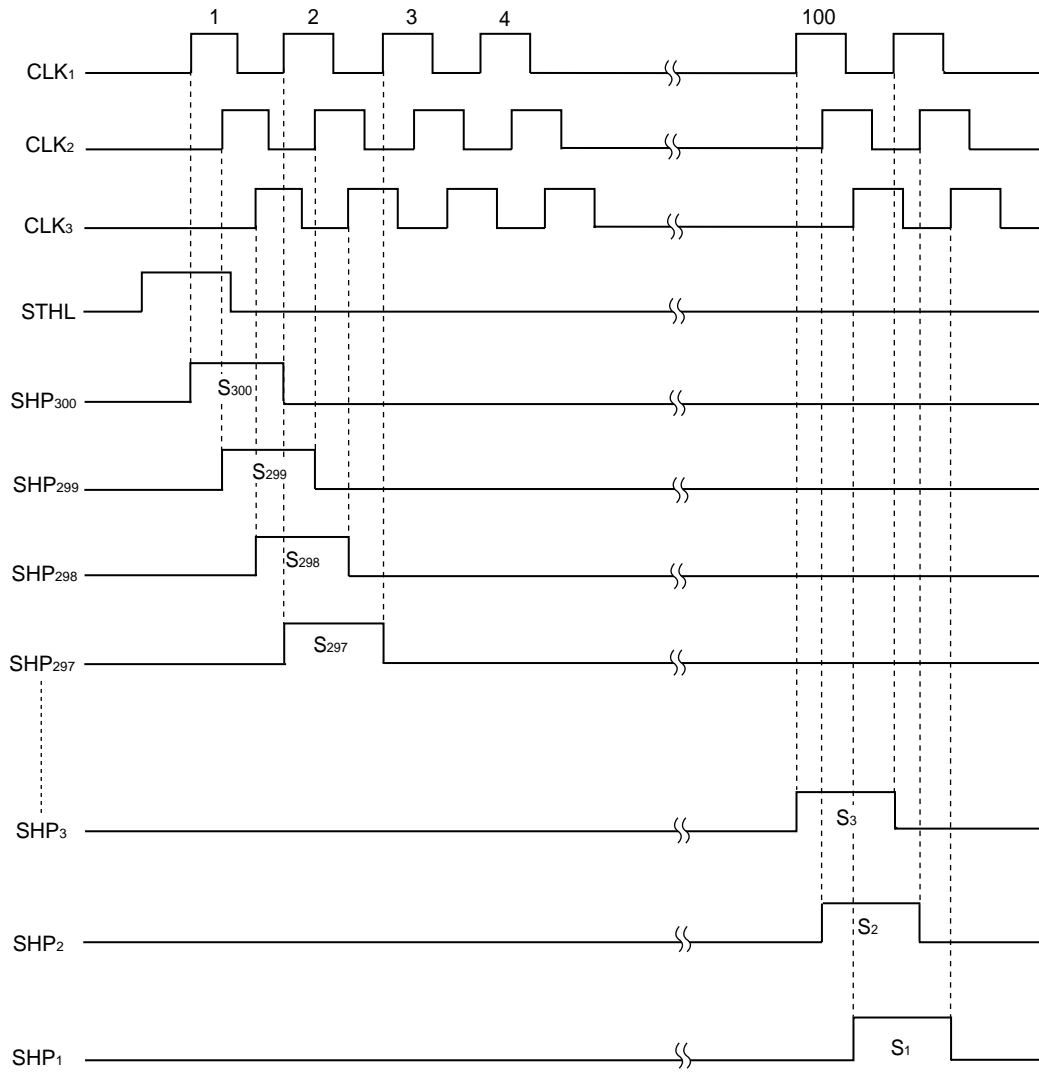 1 2 3 4 100
CLK₁
CLK₂
CLK₃
STHL
SHP₃₀₀ S₃₀₀
SHP₂₉₉ S₂₉₉
SHP₂₉₈ S₂₉₈
SHP₂₉₇ S₂₉₇
SHP₃ S₃
SHP₂ S₂
SHP₁ S₁